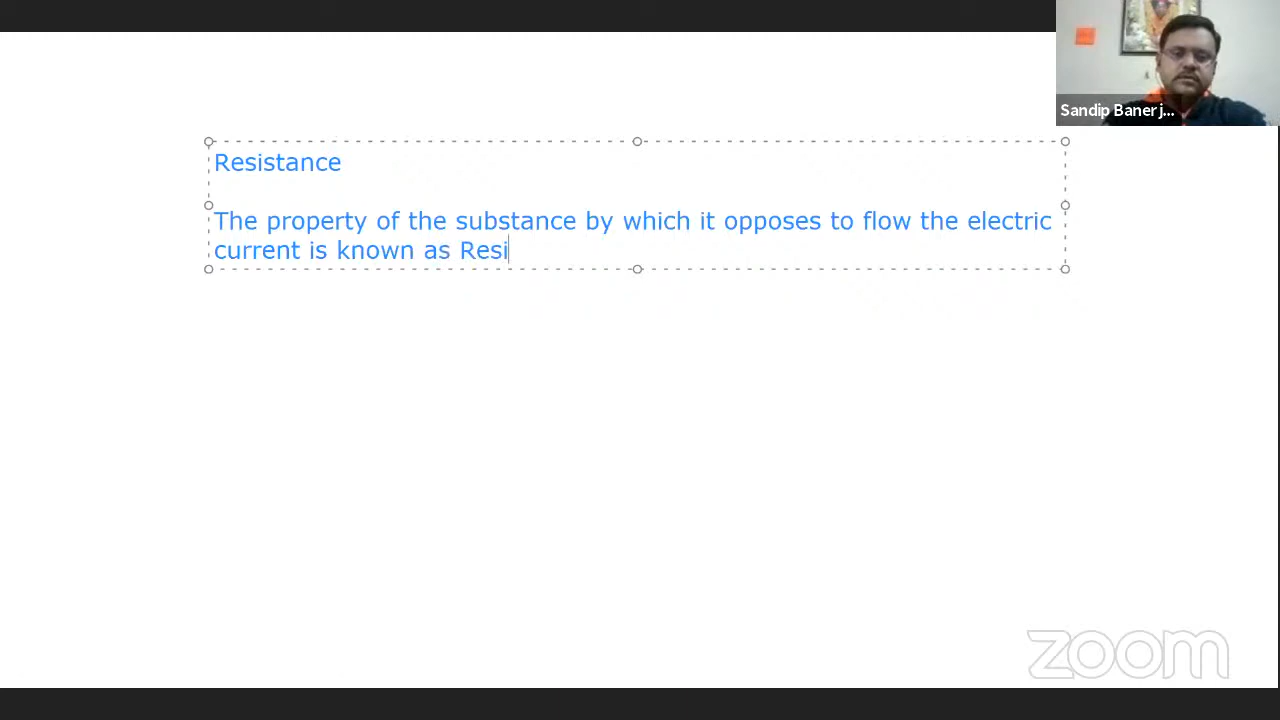 Sandip Banerj...
Resistance
The property of the substance by which it opposes to flow the electric
current is known as Resi
zoom